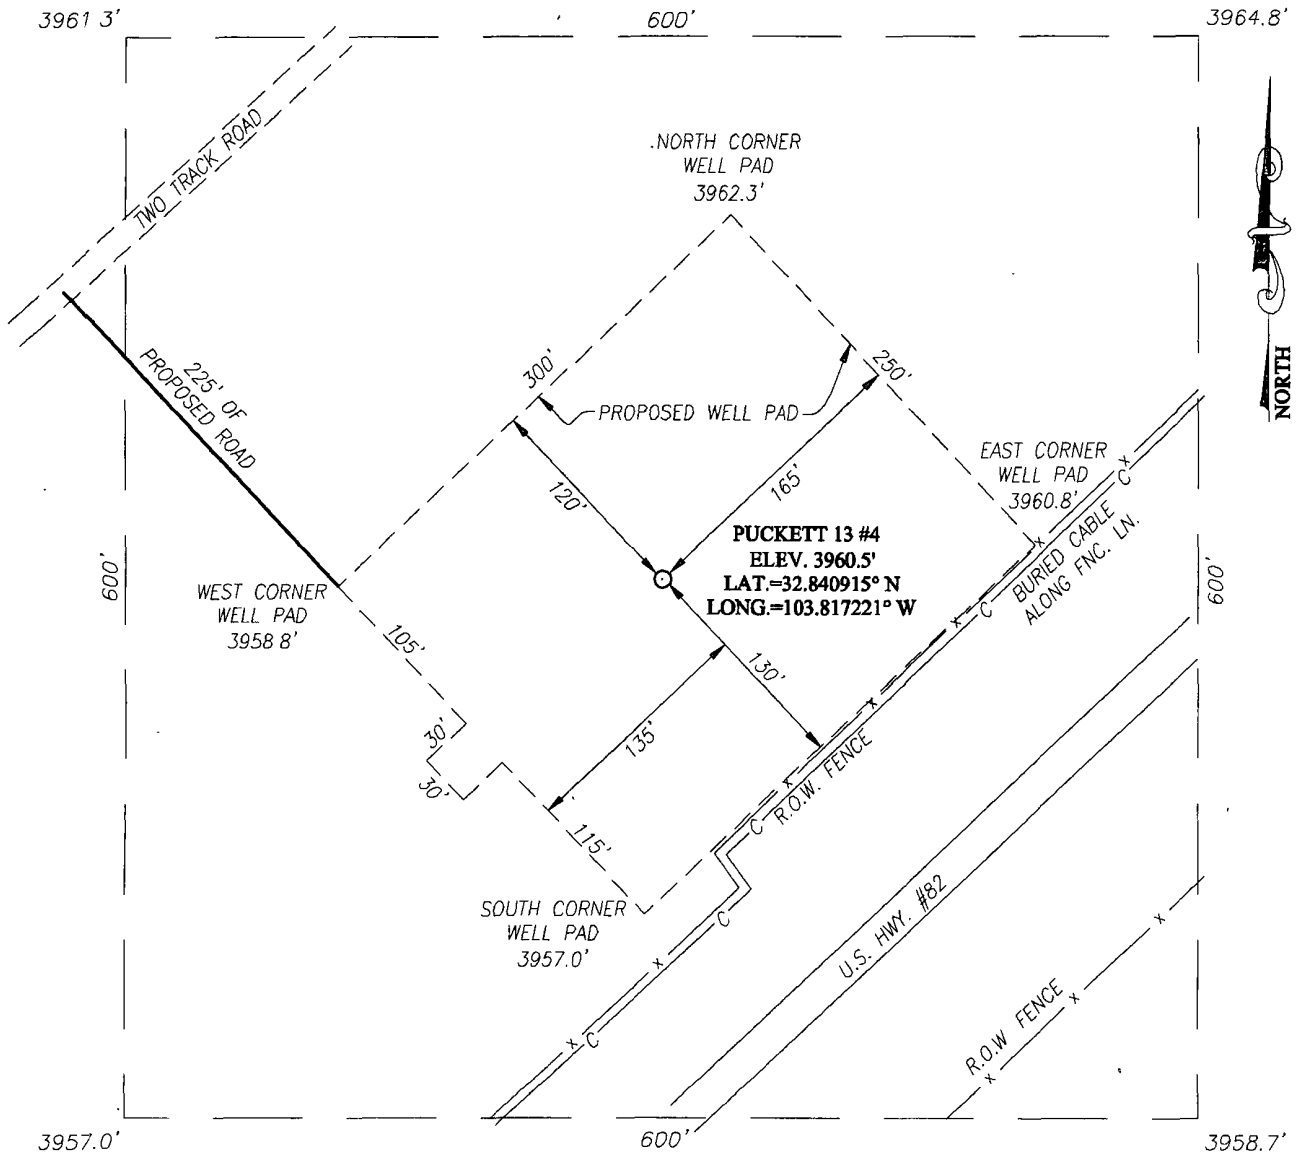 3961 3'
600'
3964.8'
TWO TRACK ROAD
.NORTH CORNER
WELL PAD
3962.3'
NORTH
225' OF
PROPOSED ROAD
300'
250'
PROPOSED WELL PAD
120'
165'
EAST CORNER
WELL PAD
3960.8'
PUCKETT 13 #4
ELEV. 3960.5'
LAT.=32.840915° N
LONG.=103.817221° W
BURIED CABLE
ALONG FNC. LN.
600'
600'
WEST CORNER
WELL PAD
3958 8'
105'
130'
135'
30'
30'
115'
R.O.W. FENCE
SOUTH CORNER
WELL PAD
3957.0'
U.S. HWY. #82
R.O.W FENCE
x
C
x
C
x
x
C
x
C
x
C
x
x
x
3957.0'
600'
3958.7'